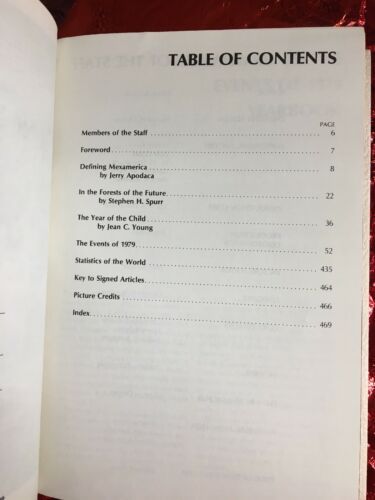 TABLE OF CONTENTS
PAGE
Members of the Staff 6
Foreword 7
Defining Mexamerica 8
by Jerry Apodaca
In the Forests of the Future 22
by Stephen H. Spurr
The Year of the Child 36
by Jean C. Young
The Events of 1979 52
Statistics of the World 435
Key to Signed Articles 464
Picture Credits 466
Index 469